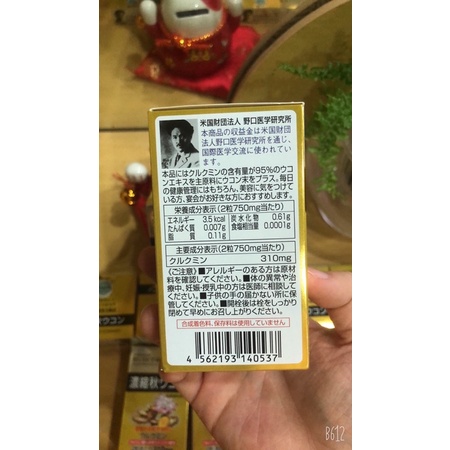 米国財団法人 野口医学研究所
本商品の収益金は米国財団
法人野口医学研究所を通じ、
国際医学交流に使われてい
ます。
本品にはクルクミンの含有量が95%のウコ
ンエキスを主原料にウコン末をプラス。毎日
の健康管理にはもちろん、美容に気をつけて
いる方、宴会がお好きな方におすすめします。
栄養成分表示(2粒750mg当たり)
エネルギー 3.5kcal 炭水化物 0.61g
たんぱく質 0.007g 食塩相当量 0.0001g
脂質 0.11g
主要成分表示(2粒750mg当たり)
クルクミン 310mg
〈ご注意〉■アレルギーのある方は原材
料を確認してください。■体の異常や治
療中、妊娠・授乳中の方は医師に相談して
ください。■子供の手の届かない所に保
管してください。■開栓後は栓をしっかり
閉めて早めにお召し上がりください。
合成着色料、保存料は使用していません。
4 562193 140537
濃縮秋ウコン
B612